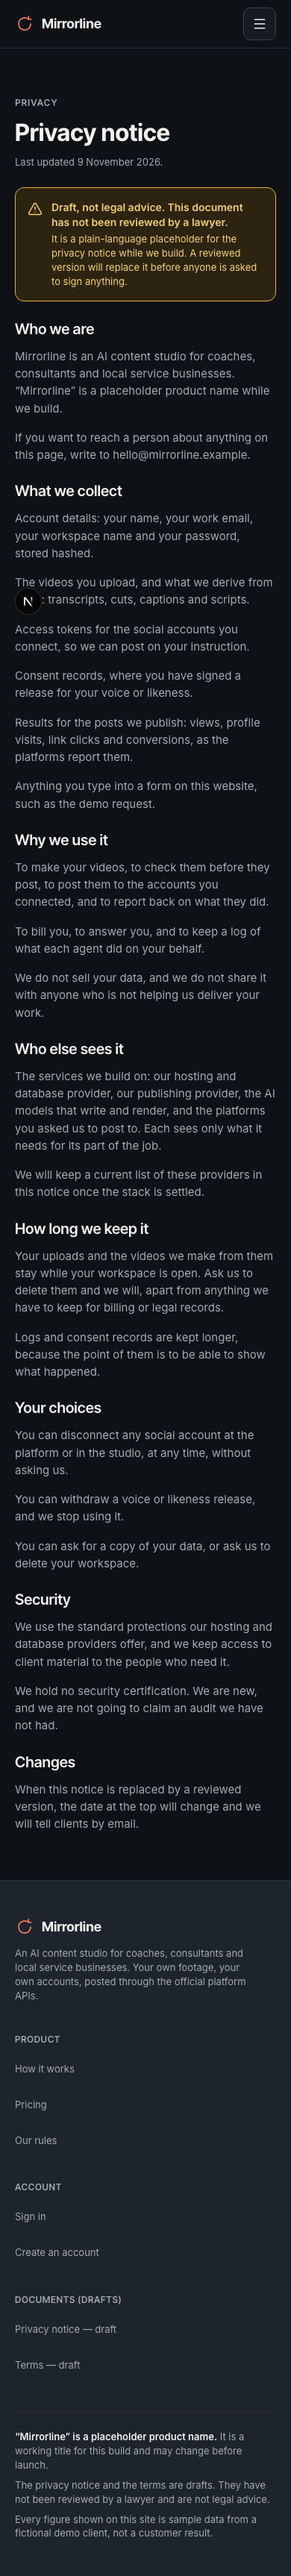 Mirrorline
PRIVACY
Privacy notice
Last updated 9 November 2026.
Draft, not legal advice. This document
has not been reviewed by a lawyer.
It is a plain-language placeholder for the
privacy notice while we build. A reviewed
version will replace it before anyone is asked
to sign anything.
Who we are
Mirrorline is an AI content studio for coaches,
consultants and local service businesses.
“Mirrorline” is a placeholder product name while
we build.
If you want to reach a person about anything on
this page, write to hello@mirrorline.example.
What we collect
Account details: your name, your work email,
your workspace name and your password,
stored hashed.
The videos you upload, and what we derive from
N : transcripts, cuts, captions and scripts.
Access tokens for the social accounts you
connect, so we can post on your instruction.
Consent records, where you have signed a
release for your voice or likeness.
Results for the posts we publish: views, profile
visits, link clicks and conversions, as the
platforms report them.
Anything you type into a form on this website,
such as the demo request.
Why we use it
To make your videos, to check them before they
post, to post them to the accounts you
connected, and to report back on what they did.
To bill you, to answer you, and to keep a log of
what each agent did on your behalf.
We do not sell your data, and we do not share it
with anyone who is not helping us deliver your
work.
Who else sees it
The services we build on: our hosting and
database provider, our publishing provider, the AI
models that write and render, and the platforms
you asked us to post to. Each sees only what it
needs for its part of the job.
We will keep a current list of these providers in
this notice once the stack is settled.
How long we keep it
Your uploads and the videos we make from them
stay while your workspace is open. Ask us to
delete them and we will, apart from anything we
have to keep for billing or legal records.
Logs and consent records are kept longer,
because the point of them is to be able to show
what happened.
Your choices
You can disconnect any social account at the
platform or in the studio, at any time, without
asking us.
You can withdraw a voice or likeness release,
and we stop using it.
You can ask for a copy of your data, or ask us to
delete your workspace.
Security
We use the standard protections our hosting and
database providers offer, and we keep access to
client material to the people who need it.
We hold no security certification. We are new,
and we are not going to claim an audit we have
not had.
Changes
When this notice is replaced by a reviewed
version, the date at the top will change and we
will tell clients by email.
Mirrorline
An AI content studio for coaches, consultants and
local service businesses. Your own footage, your
own accounts, posted through the official platform
APIs.
PRODUCT
How it works
Pricing
Our rules
ACCOUNT
Sign in
Create an account
DOCUMENTS (DRAFTS)
Privacy notice — draft
Terms — draft
“Mirrorline” is a placeholder product name. It is a
working title for this build and may change before
launch.
The privacy notice and the terms are drafts. They have
not been reviewed by a lawyer and are not legal advice.
Every figure shown on this site is sample data from a
fictional demo client, not a customer result.